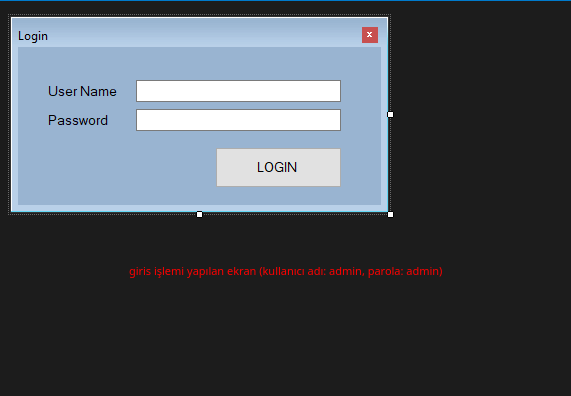 Login
x
User Name
Password
LOGIN
giris işlemi yapılan ekran (kullanıcı adı: admin, parola: admin)